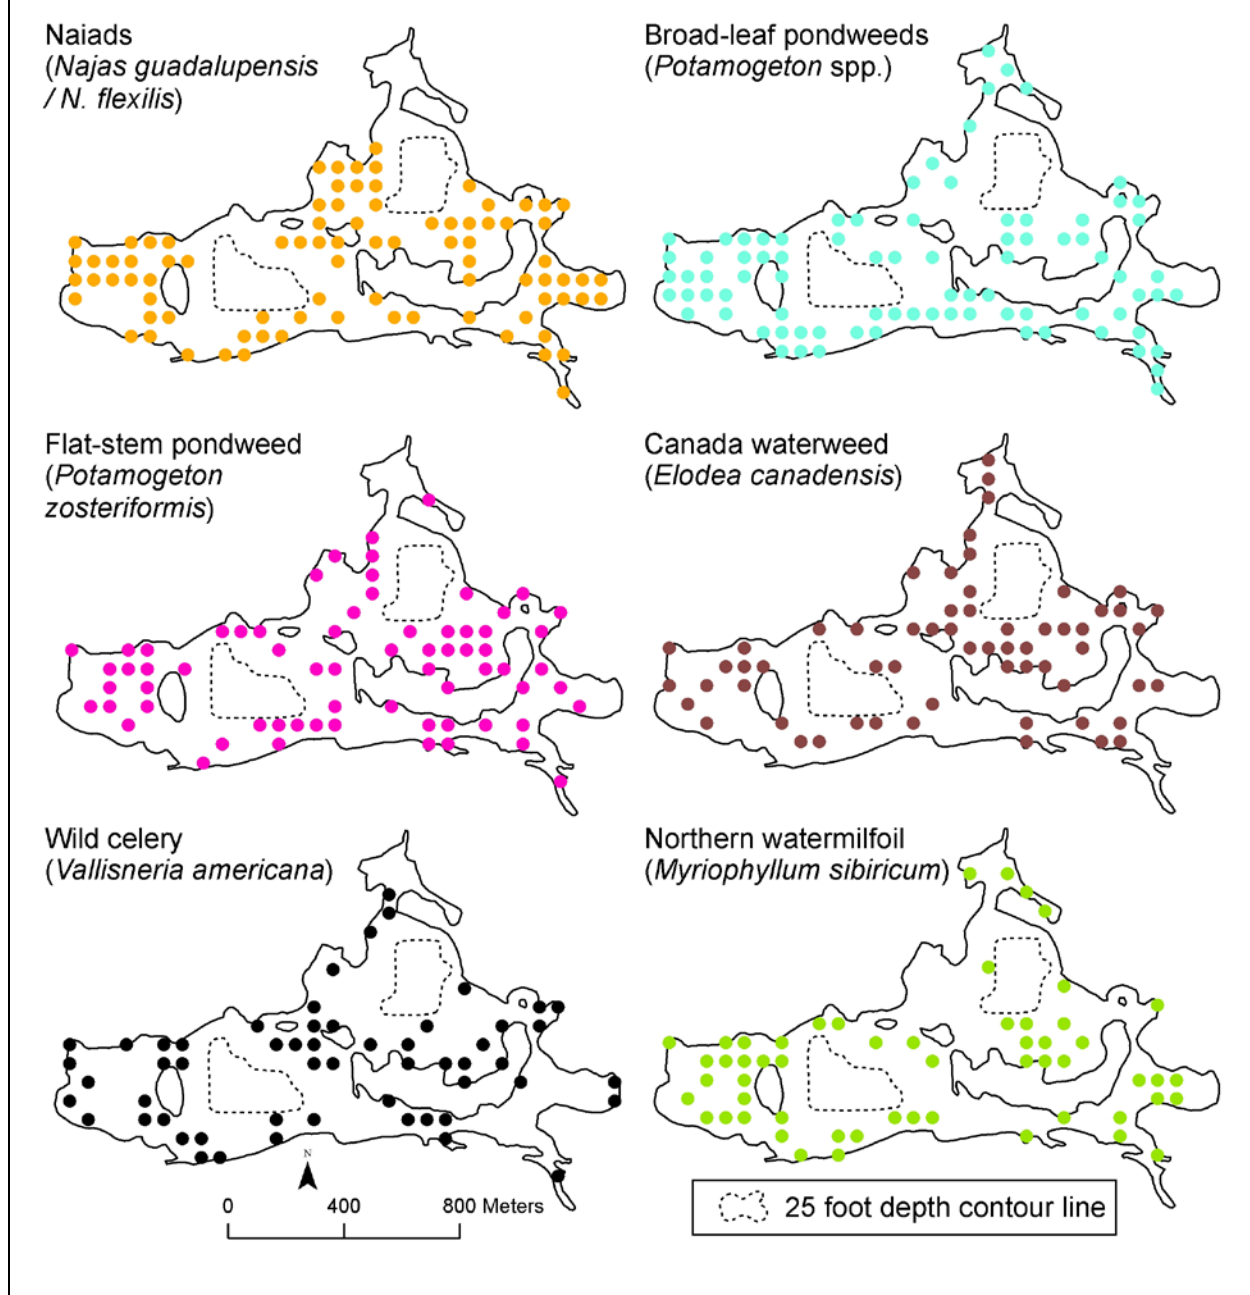 Naiads
(Najas guadalupensis
/ N. flexilis)
Broad-leaf pondweeds
(Potamogeton spp.)
Flat-stem pondweed
(Potamogeton
zosteriformis)
Canada waterweed
(Elodea canadensis)
Wild celery
(Vallisneria americana)
Northern watermilfoil
(Myriophyllum sibiricum)
N
0 400 800 Meters
25 foot depth contour line